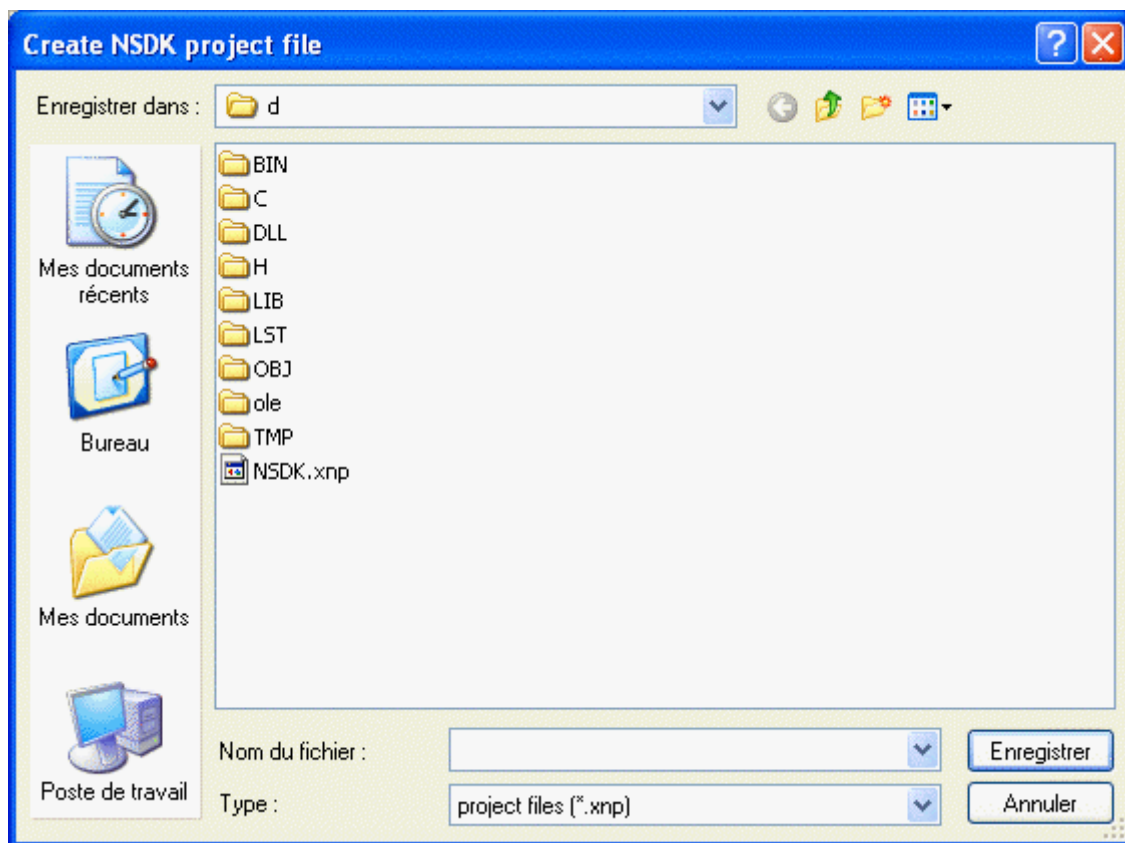 Create NSDK project file
Enregistrer dans :
d
BIN
C
DLL
H
LIB
LST
OBJ
ole
TMP
NSDK.xnp
Mes documents
récents
Bureau
Mes documents
Poste de travail
Nom du fichier :
Enregistrer
Type :
project files (*.xnp)
Annuler